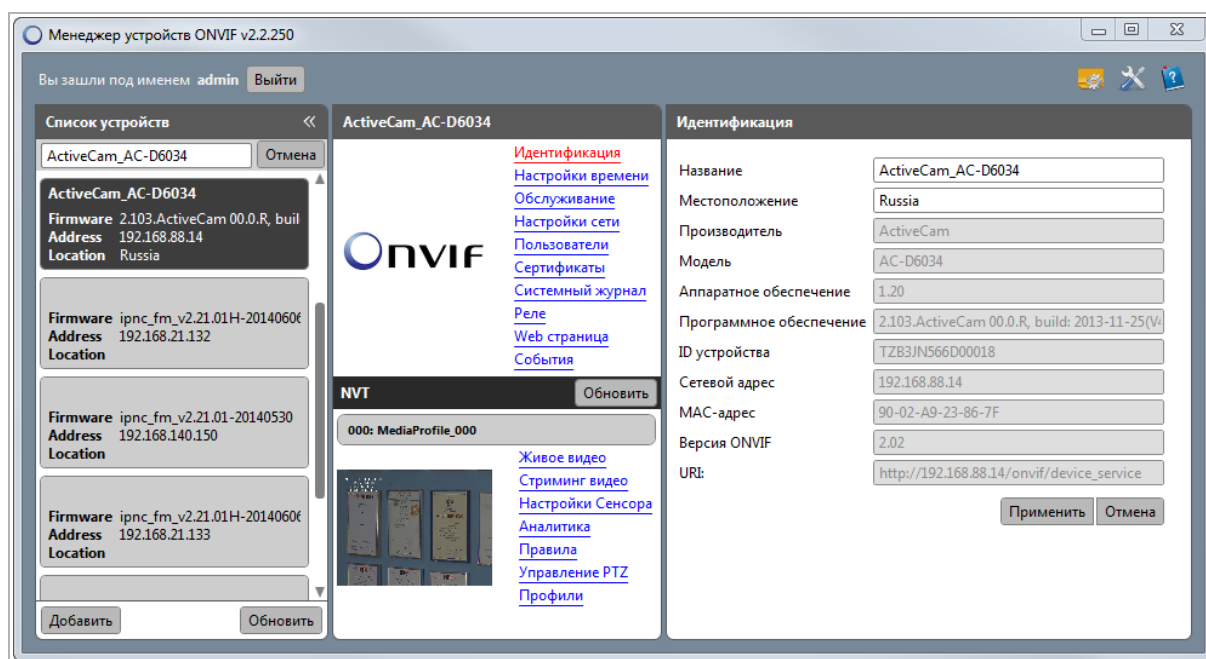 Менеджер устройств ONVIF v2.2.250
Вы зашли под именем admin Выйти
Список устройств
ActiveCam_AC-D6034 Отмена
ActiveCam_AC-D6034
Firmware 2.103.ActiveCam 00.0.R, buil
Address 192.168.88.14
Location Russia
Firmware ipnc_fm_v2.21.01H-20140606
Address 192.168.21.132
Location
Firmware ipnc_fm_v2.21.01-20140530
Address 192.168.140.150
Location
Firmware ipnc_fm_v2.21.01H-20140606
Address 192.168.21.133
Location
Добавить Обновить
ActiveCam_AC-D6034
ONVIF
Идентификация
Настройки времени
Обслуживание
Настройки сети
Пользователи
Сертификаты
Системный журнал
Реле
Web страница
События
NVT Обновить
000: MediaProfile_000
Живое видео
Стриминг видео
Настройки Сенсора
Аналитика
Правила
Управление PTZ
Профили
Идентификация
Название ActiveCam_AC-D6034
Местоположение Russia
Производитель ActiveCam
Модель AC-D6034
Аппаратное обеспечение 1.20
Программное обеспечение 2.103.ActiveCam 00.0.R, build: 2013-11-25(V4
ID устройства TZB3JN566D00018
Сетевой адрес 192.168.88.14
MAC-адрес 90-02-A9-23-86-7F
Версия ONVIF 2.02
URI: http://192.168.88.14/onvif/device_service
Применить Отмена